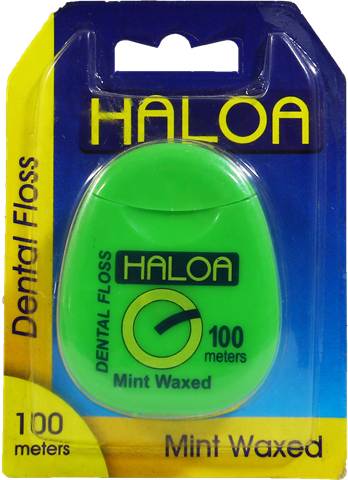 HALOA
Dental Floss
HALOA
DENTAL FLOSS
100
meters
Mint Waxed
100
meters
Mint Waxed